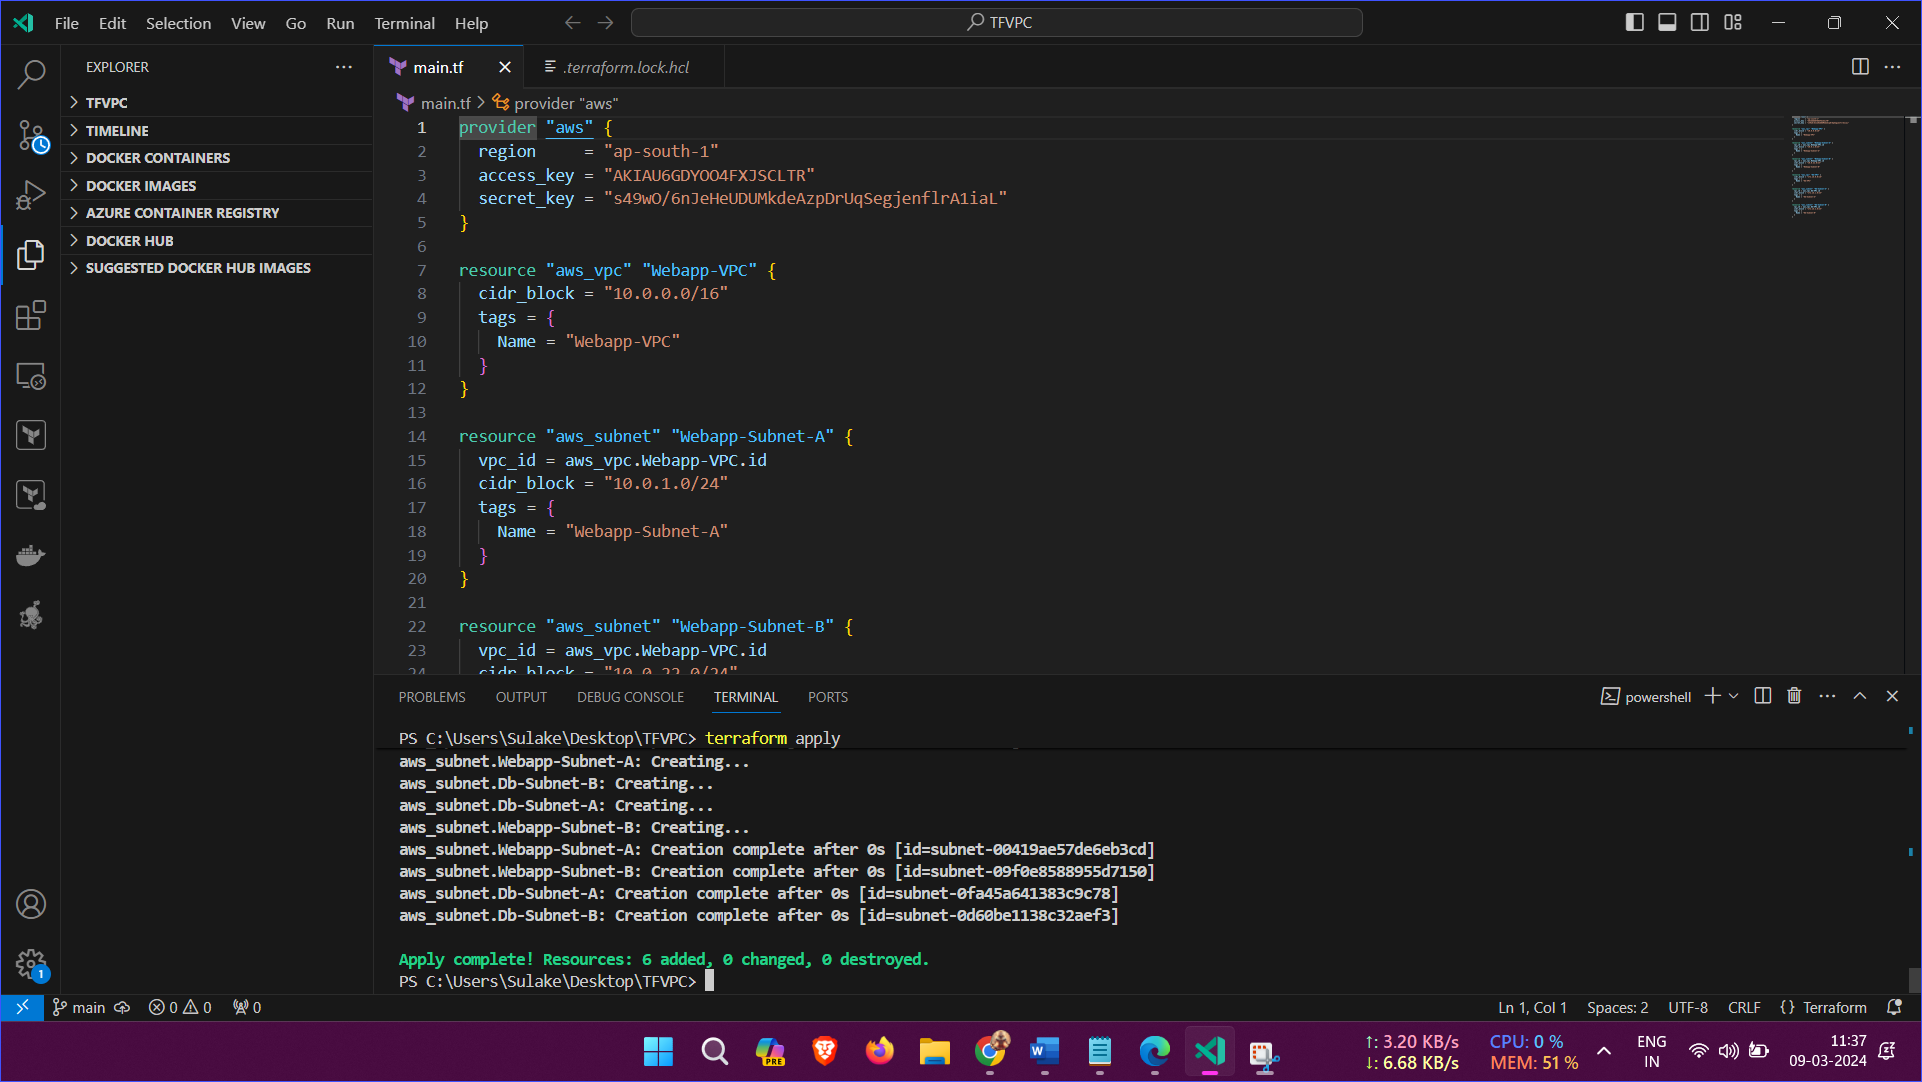 File Edit Selection View Go Run Terminal Help
TFVPC
EXPLORER
TFVPC
TIMELINE
DOCKER CONTAINERS
DOCKER IMAGES
AZURE CONTAINER REGISTRY
DOCKER HUB
SUGGESTED DOCKER HUB IMAGES
main.tf
.terraform.lock.hcl
main.tf > provider "aws"
1 provider "aws" {
2 region = "ap-south-1"
3 access_key = "AKIAU6GDYOO4FXJSCLTR"
4 secret_key = "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"
5 }
6
7 resource "aws_vpc" "Webapp-VPC" {
8 cidr_block = "10.0.0.0/16"
9 tags = {
10 Name = "Webapp-VPC"
11 }
12 }
13
14 resource "aws_subnet" "Webapp-Subnet-A" {
15 vpc_id = aws_vpc.Webapp-VPC.id
16 cidr_block = "10.0.1.0/24"
17 tags = {
18 Name = "Webapp-Subnet-A"
19 }
20 }
21
22 resource "aws_subnet" "Webapp-Subnet-B" {
23 vpc_id = aws_vpc.Webapp-VPC.id
24 cidr_block =
PROBLEMS OUTPUT DEBUG CONSOLE TERMINAL PORTS
powershell
PS C:\Users\Sulake\Desktop\TFVPC> terraform apply
aws_subnet.Webapp-Subnet-A: Creating...
aws_subnet.Db-Subnet-B: Creating...
aws_subnet.Db-Subnet-A: Creating...
aws_subnet.Webapp-Subnet-B: Creating...
aws_subnet.Webapp-Subnet-A: Creation complete after 0s [id=subnet-00419ae57de6eb3cd]
aws_subnet.Webapp-Subnet-B: Creation complete after 0s [id=subnet-09f0e8588955d7150]
aws_subnet.Db-Subnet-A: Creation complete after 0s [id=subnet-0fa45a641383c9c78]
aws_subnet.Db-Subnet-B: Creation complete after 0s [id=subnet-0d60be1138c32aef3]
Apply complete! Resources: 6 added, 0 changed, 0 destroyed.
PS C:\Users\Sulake\Desktop\TFVPC>
1
main 0 0 0
Ln 1, Col 1 Spaces: 2 UTF-8 CRLF {} Terraform
PRE
↑: 3.20 KB/s
↓: 6.68 KB/s
CPU: 0 %
MEM: 51 %
ENG
IN
11:37
09-03-2024